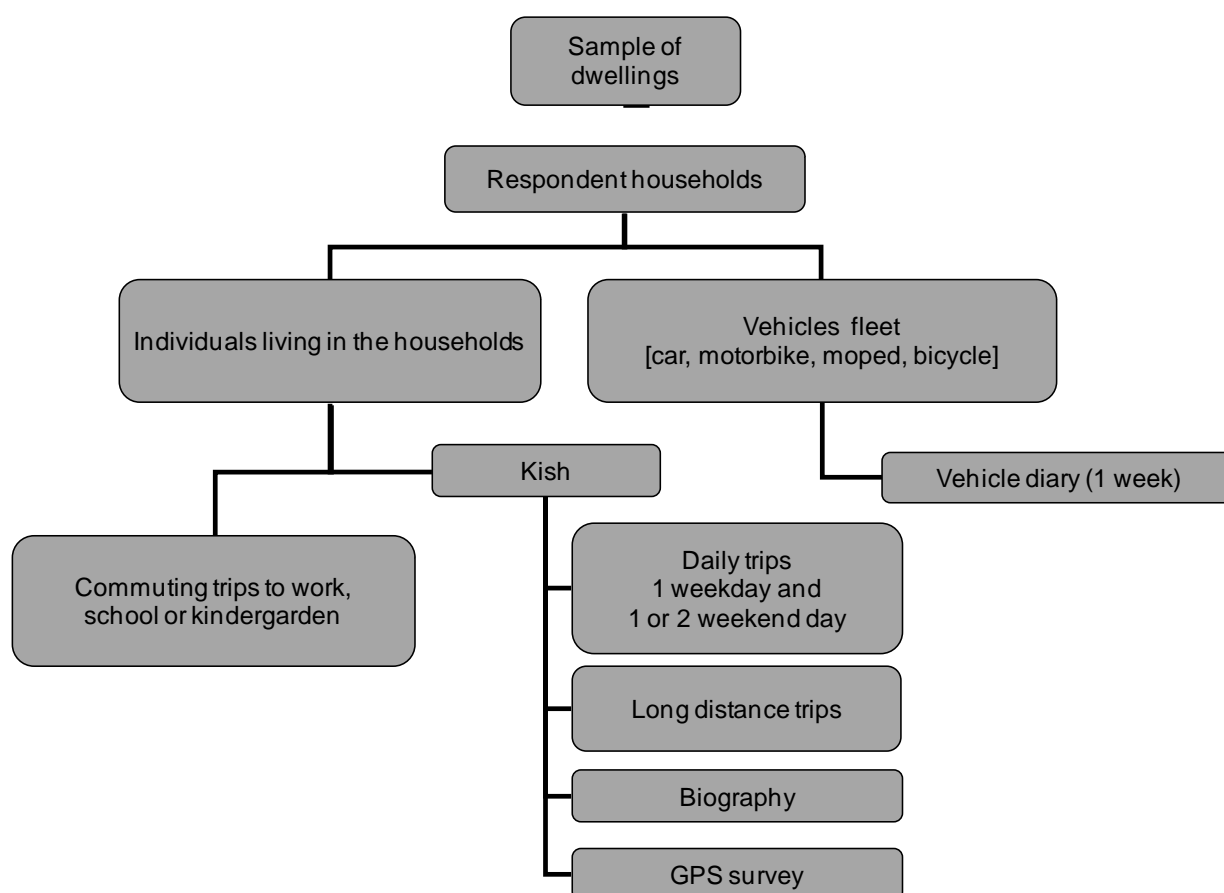 Sample of
dwellings
Respondent households
Individuals living in the households
Vehicles fleet
[car, motorbike, moped, bicycle]
Kish
Vehicle diary (1 week)
Commuting trips to work,
school or kindergarden
Daily trips
1 weekday and
1 or 2 weekend day
Long distance trips
Biography
GPS survey